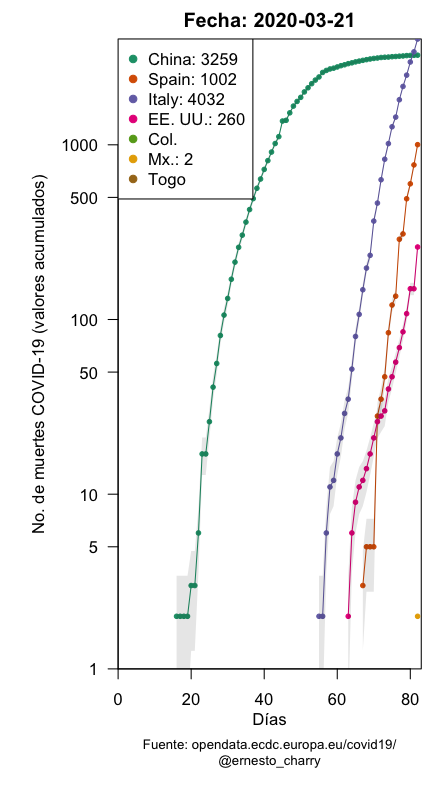 Fecha: 2020-03-21
China: 3259
Spain: 1002
Italy: 4032
EE. UU.: 260
Col.
Mx.: 2
Togo
No. de muertes COVID-19 (valores acumulados)
1000
500
100
50
10
5
1
0 20 40 60 80
Días
Fuente: opendata.ecdc.europa.eu/covid19/
@ernesto_charry